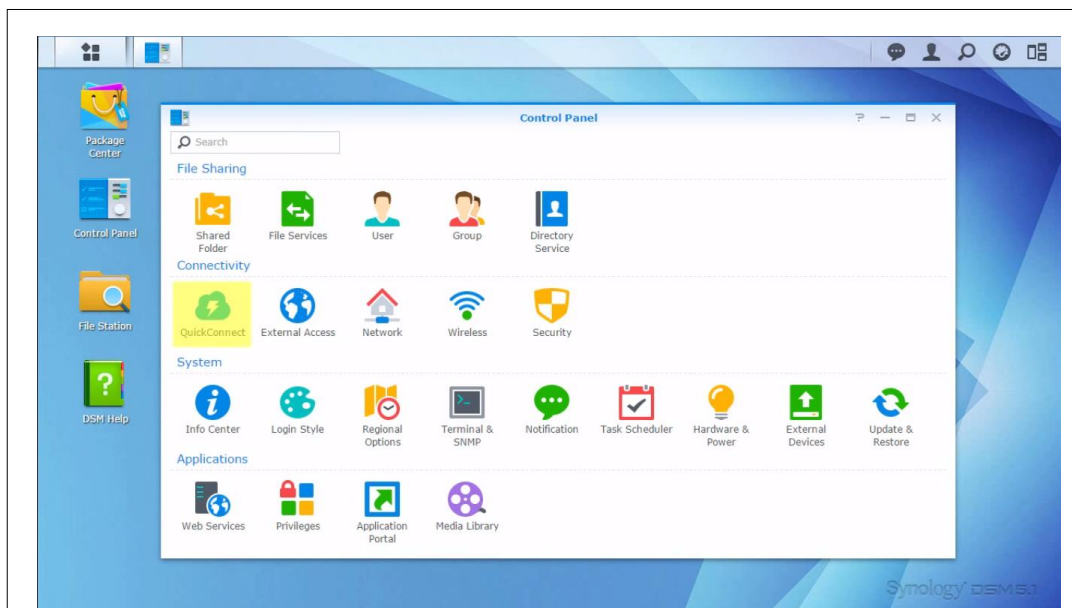 Control Panel
Search
Package
Center
Control Panel
File Station
DSM Help
File Sharing
Shared
Folder
File Services
User
Group
Directory
Service
Connectivity
QuickConnect
External Access
Network
Wireless
Security
System
Info Center
Login Style
Regional
Options
Terminal &
SNMP
Notification
Task Scheduler
Hardware &
Power
External
Devices
Update &
Restore
Applications
Web Services
Privileges
Application
Portal
Media Library
Synology DSM 5.1